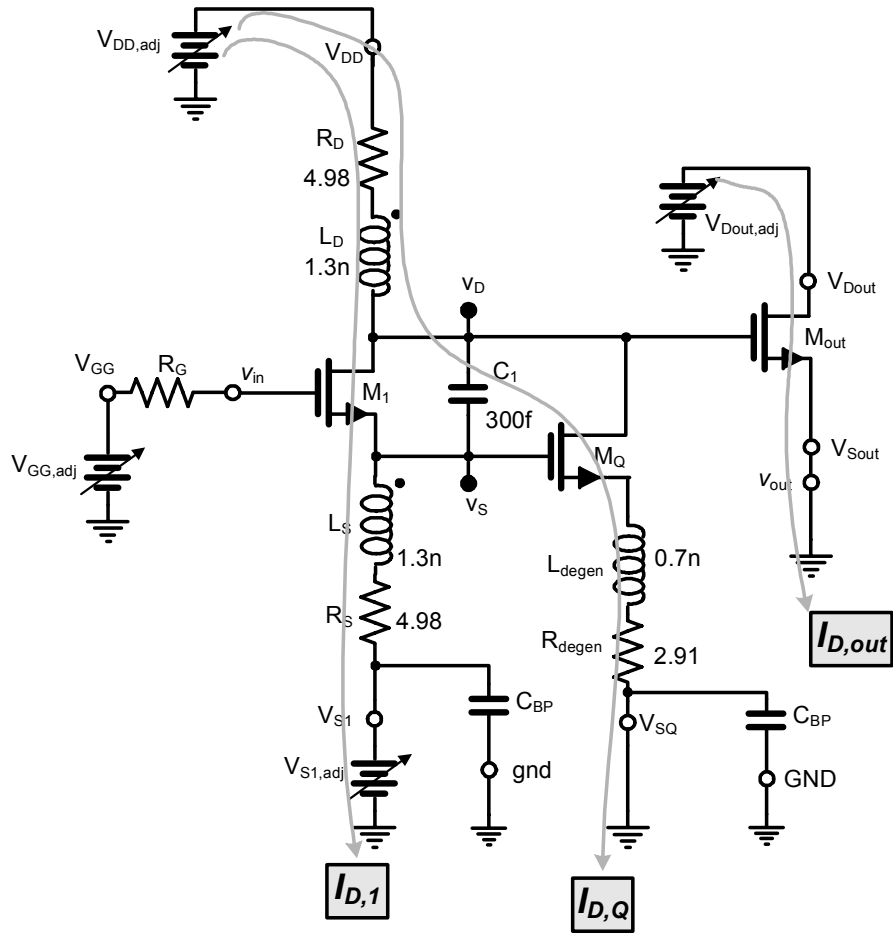 V_DD,adj
V_DD
R_D
4.98
L_D
1.3n
V_Dout,adj
V_Dout
v_D
M_out
V_GG
R_G
v_in
M_1
C_1
300f
V_GG,adj
M_Q
V_Sout
v_out
v_S
L_S
1.3n
L_degen
0.7n
R_S
4.98
R_degen
2.91
I_D,out
V_S1
C_BP
V_SQ
C_BP
V_S1,adj
gnd
GND
I_D,1
I_D,Q